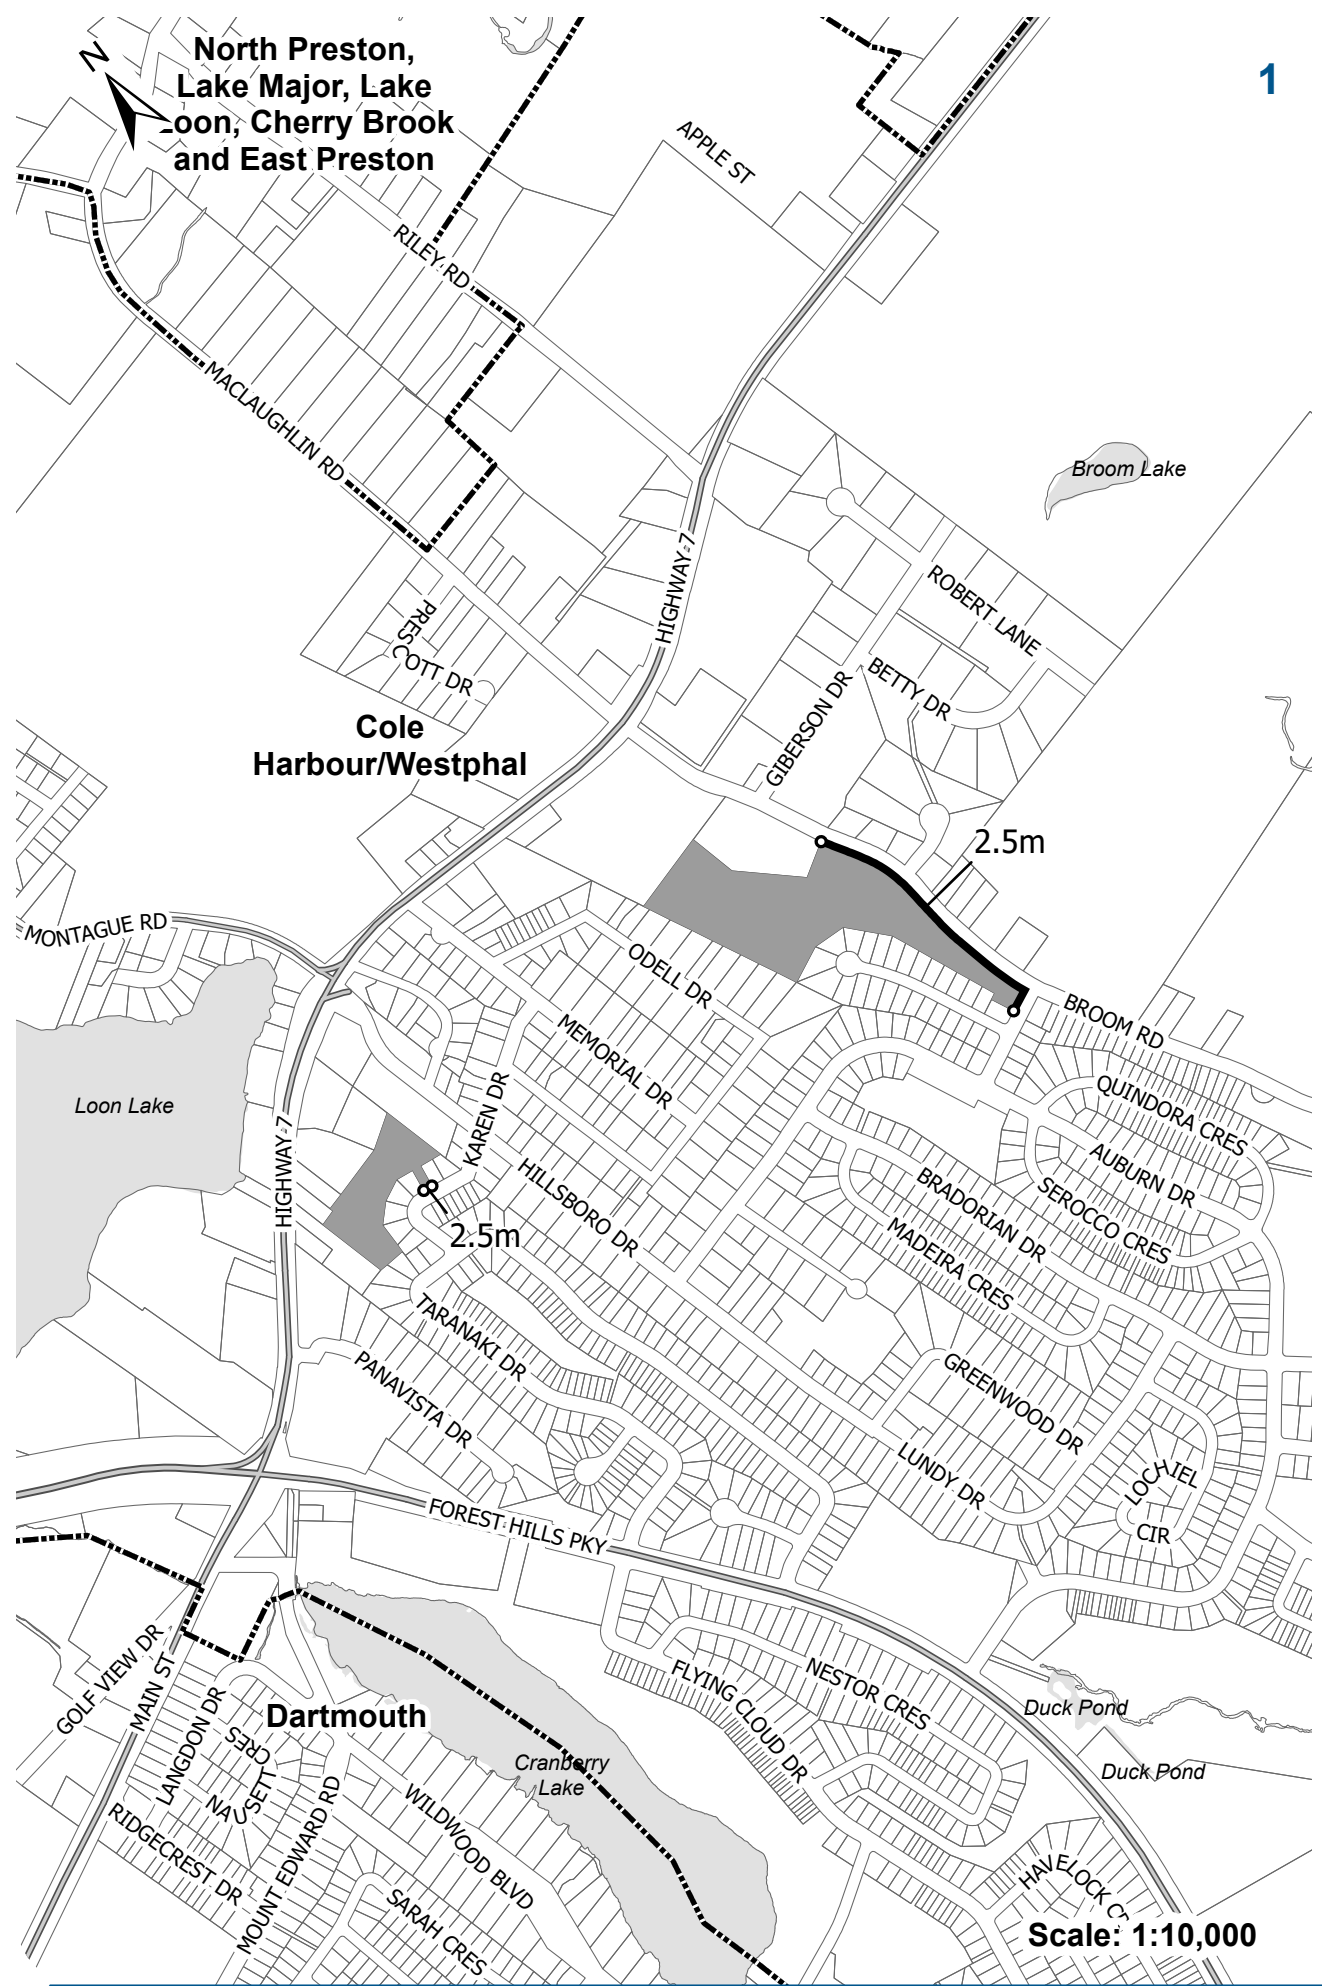 N
North Preston,
Lake Major, Lake
Loon, Cherry Brook
and East Preston
1
APPLE ST
RILEY RD
MACLAUGHLIN RD
Broom Lake
HIGHWAY 7
ROBERT LANE
PRESCOTT DR
BETTY DR
GIBERSON DR
Cole
Harbour/Westphal
2.5m
MONTAGUE RD
ODELL DR
BROOM RD
MEMORIAL DR
KAREN DR
Loon Lake
QUINDORA CRES
HIGHWAY 7
HILLSBORO DR
AUBURN DR
BRADORIAN DR
SEROCCO CRES
2.5m
MADEIRA CRES
TARANAKI DR
PANAVISTA DR
GREENWOOD DR
LUNDY DR
LOCHIEL
CIR
FOREST HILLS PKY
GOLF VIEW DR
MAIN ST
LANGDON DR
Dartmouth
FLYING CLOUD DR
NESTOR CRES
Duck Pond
NAUSETT
CRES
Cranberry
Lake
Duck Pond
RIDGECREST DR
MOUNT EDWARD RD
WILDWOOD BLVD
SARAH CRES
HAVELOCK CR
Scale: 1:10,000